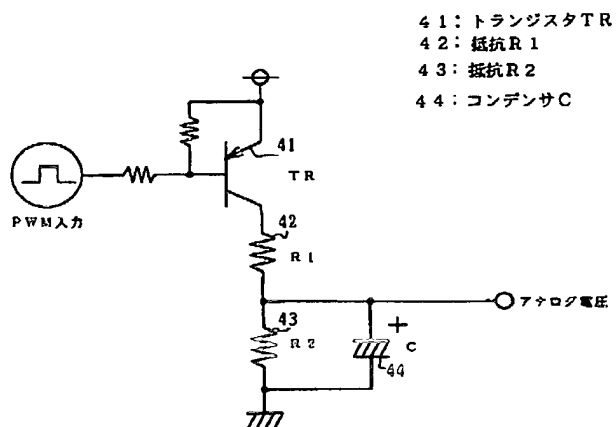 41：トランジスタTR
42：抵抗R1
43：抵抗R2
44：コンデンサC
41
TR
PWM入力
42
R1
アナログ電圧
43
R2
+
C
44